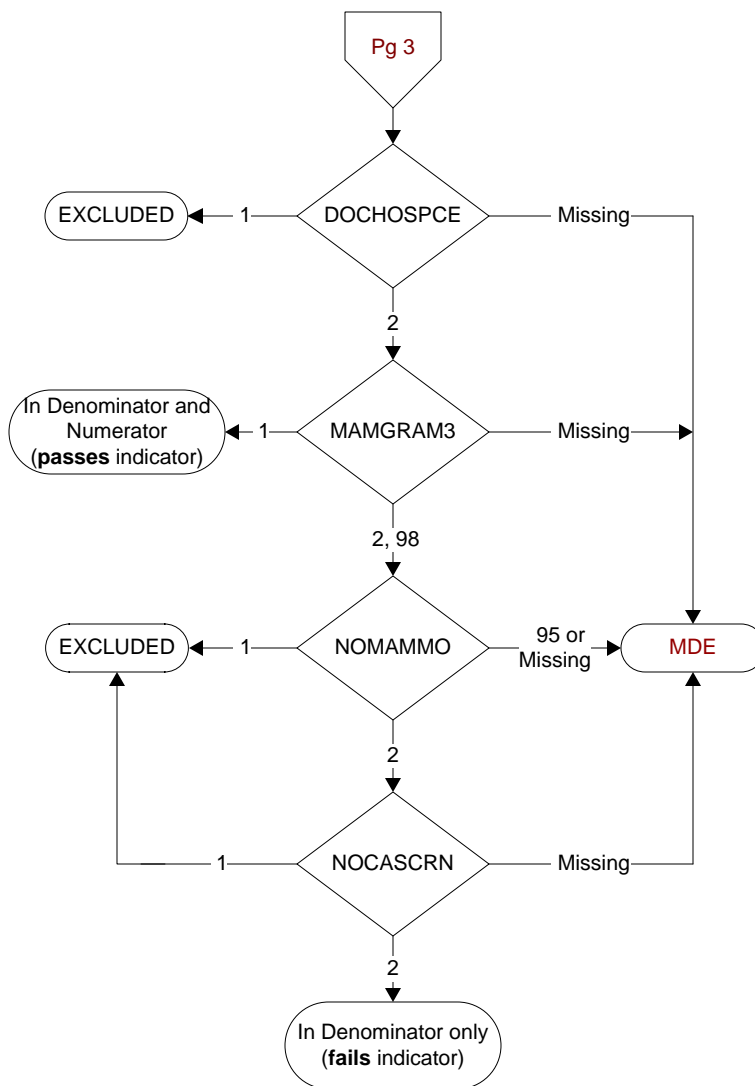 Pg 3
EXCLUDED
1
DOCHOSPCE
Missing
2
In Denominator and
Numerator
(passes indicator)
1
MAMGRAM3
Missing
2, 98
EXCLUDED
1
NOMAMMO
95 or
Missing
MDE
2
1
NOCASCRN
Missing
2
In Denominator only
(fails indicator)